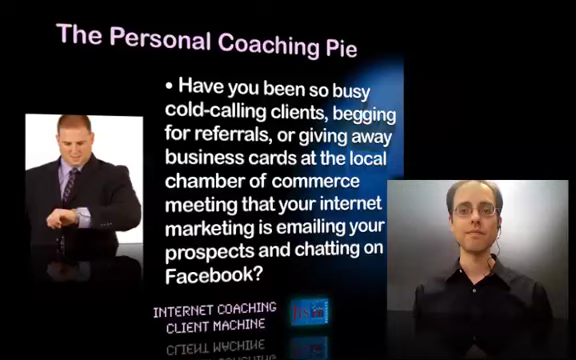 The Personal Coaching Pie
• Have you been so busy
cold-calling clients, begging
for referrals, or giving away
business cards at the local
chamber of commerce
meeting that your internet
marketing is emailing your
prospects and chatting on
Facebook?
INTERNET COACHING
CLIENT MACHINE